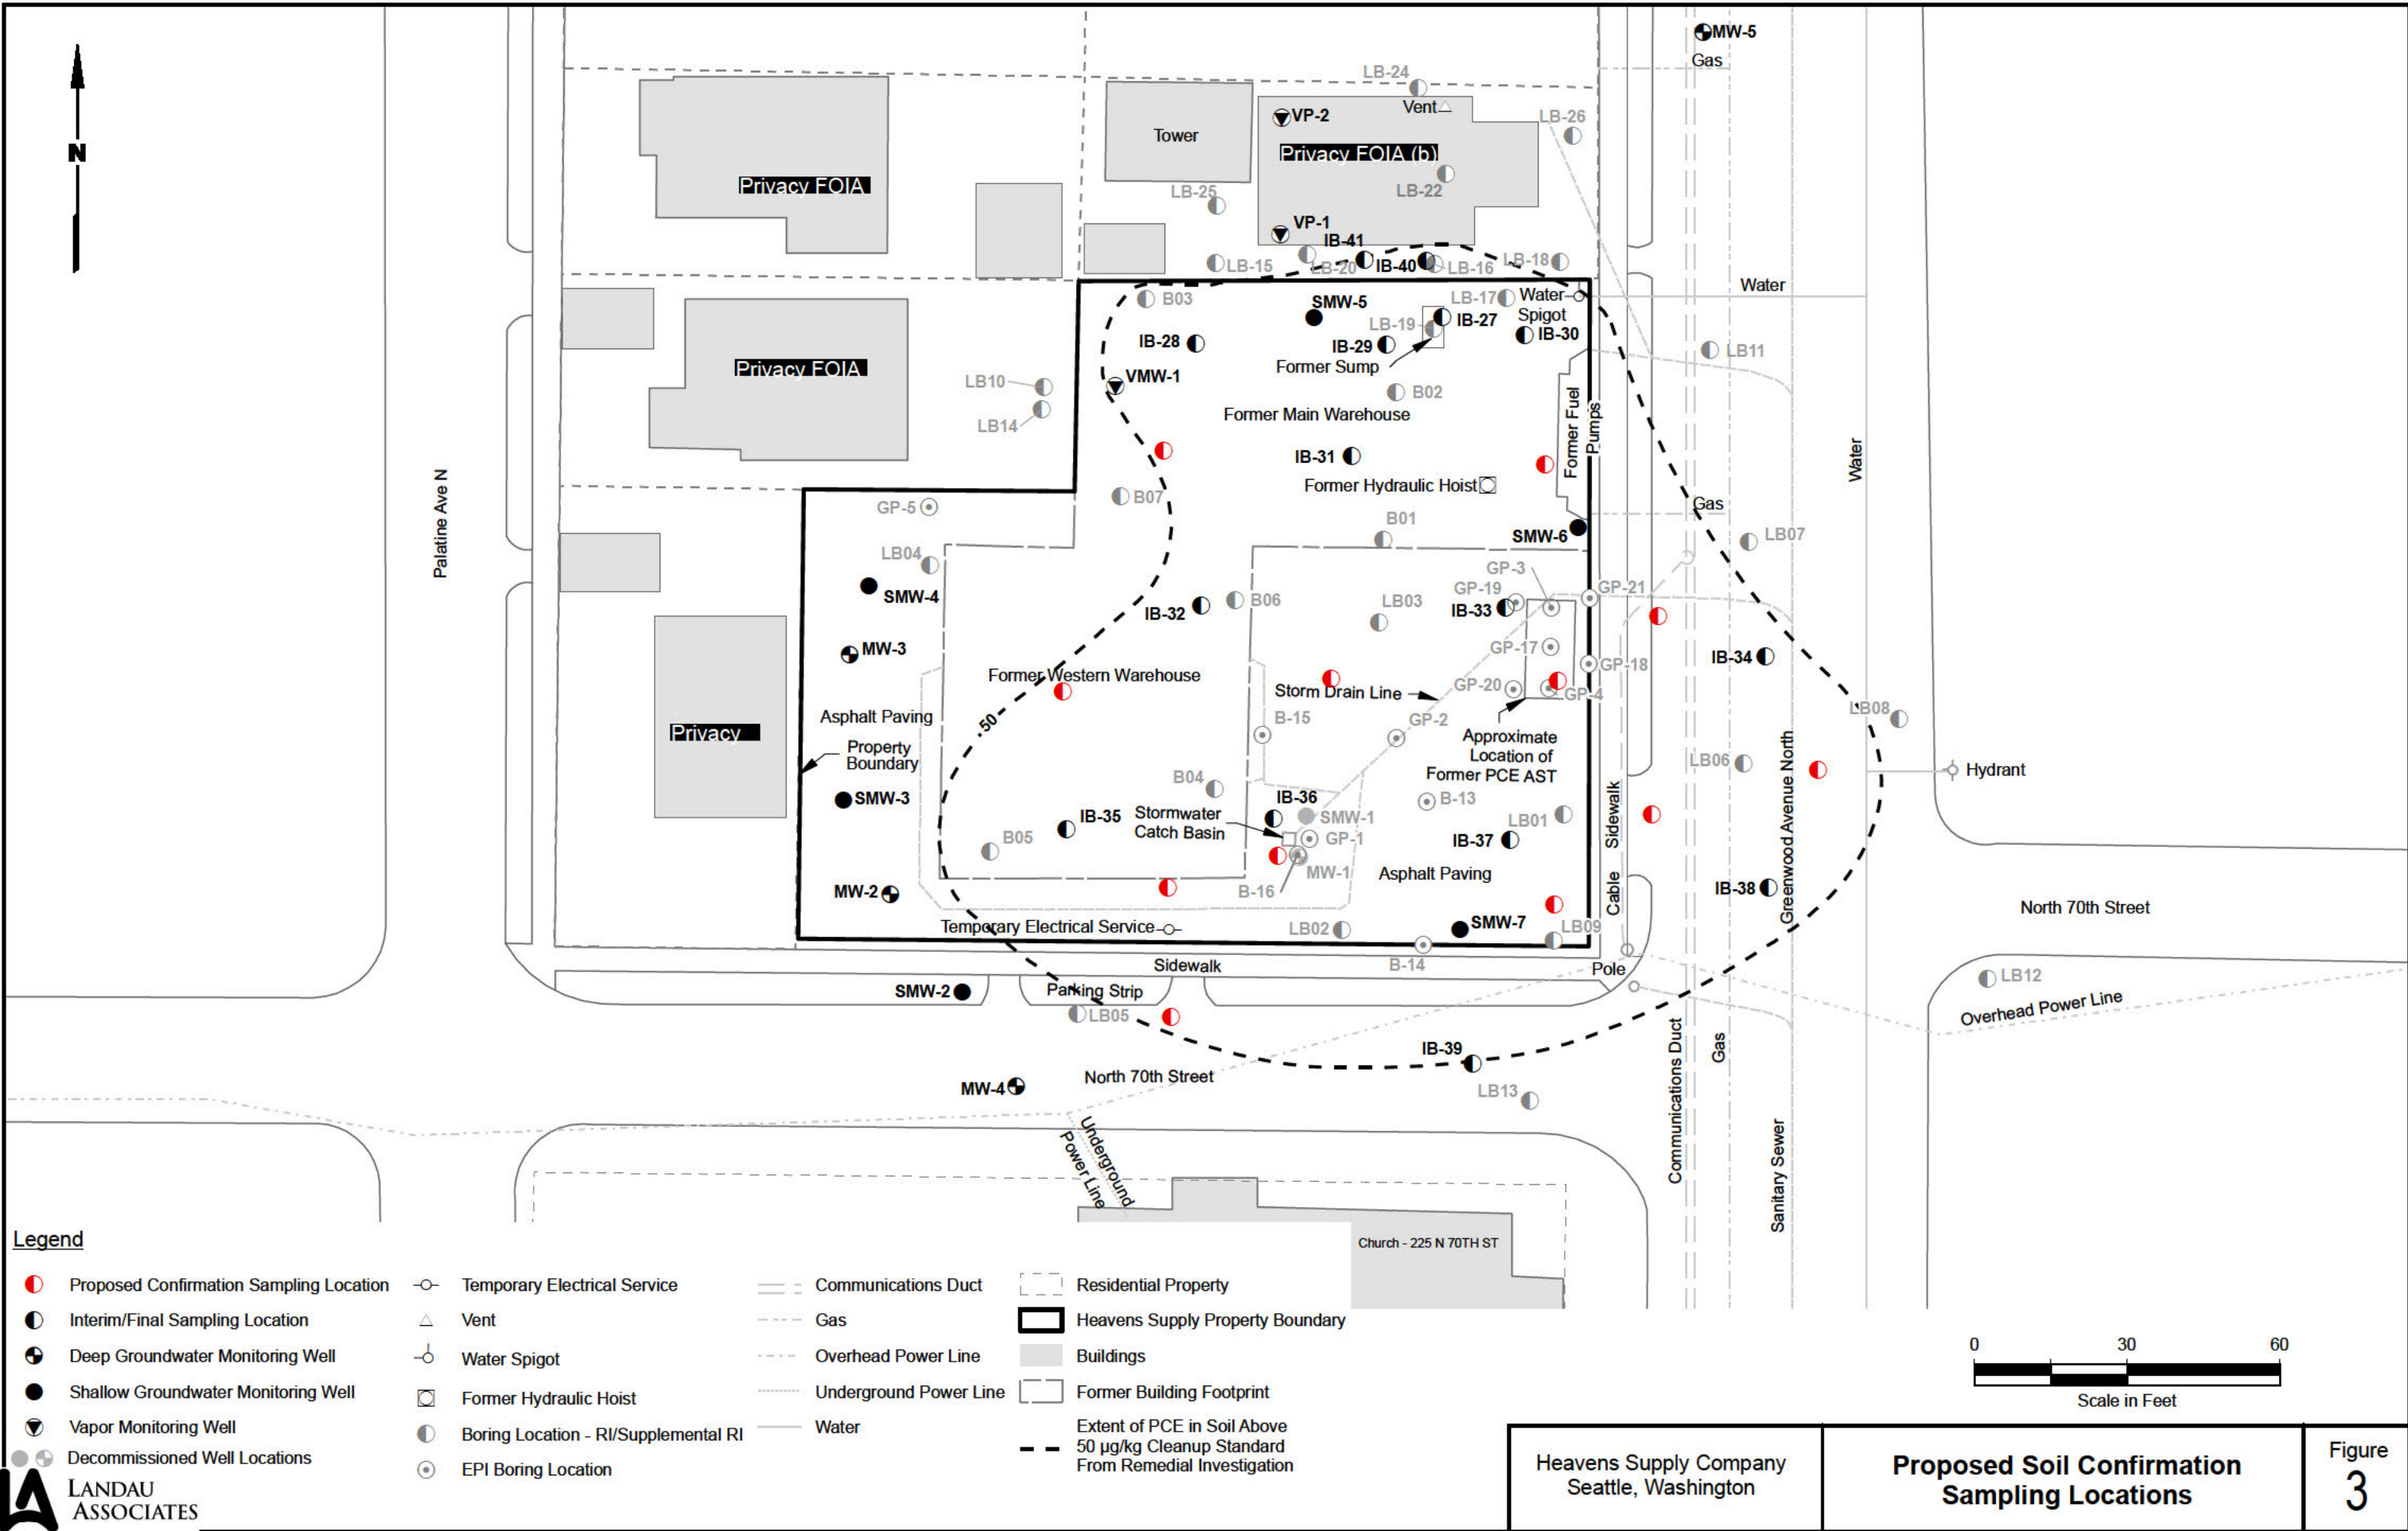 MW-5
Gas
LB-24
Vent
VP-2
LB-26
N
Tower
Privacy FOIA (b)
Privacy FOIA
LB-25
LB-22
VP-1
IB-41
LB-15
LB-20
IB-40
LB-16
LB-18
Water
B03
SMW-5
LB-17
Water
Spigot
LB-19
IB-27
IB-30
IB-28
IB-29
Former Sump
LB11
Privacy FOIA
LB10
VMW-1
B02
LB14
Former Main Warehouse
Former Fuel
Pumps
Water
IB-31
Former Hydraulic Hoist
Palatine Ave N
GP-5
B07
B01
Gas
SMW-6
LB07
LB04
GP-3
SMW-4
GP-19
GP-21
IB-32
B06
LB03
IB-33
MW-3
GP-17
GP-18
IB-34
Former Western Warehouse
Storm Drain Line
GP-20
GP-4
50
Asphalt Paving
B-15
GP-2
LB08
Privacy
Property
Boundary
Approximate
Location of
Former PCE AST
LB06
Greenwood Avenue North
Hydrant
B04
SMW-3
IB-36
B-13
Sidewalk
IB-35
Stormwater
Catch Basin
SMW-1
LB01
B05
GP-1
IB-37
MW-1
Asphalt Paving
MW-2
B-16
Cable
IB-38
North 70th Street
Temporary Electrical Service
LB02
SMW-7
LB09
Sidewalk
B-14
Pole
SMW-2
Parking Strip
LB12
LB05
Overhead Power Line
IB-39
Communications Duct
Gas
MW-4
North 70th Street
LB13
Underground
Power Line
Sanitary Sewer
Church - 225 N 70TH ST
Legend
Proposed Confirmation Sampling Location
Interim/Final Sampling Location
Deep Groundwater Monitoring Well
Shallow Groundwater Monitoring Well
Vapor Monitoring Well
Decommissioned Well Locations
Temporary Electrical Service
Vent
Water Spigot
Former Hydraulic Hoist
Boring Location - RI/Supplemental RI
EPI Boring Location
Communications Duct
Gas
Overhead Power Line
Underground Power Line
Water
Residential Property
Heavens Supply Property Boundary
Buildings
Former Building Footprint
Extent of PCE in Soil Above
50 µg/kg Cleanup Standard
From Remedial Investigation
0 30 60
Scale in Feet
LANDAU
ASSOCIATES
Heavens Supply Company
Seattle, Washington
Proposed Soil Confirmation
Sampling Locations
Figure
3